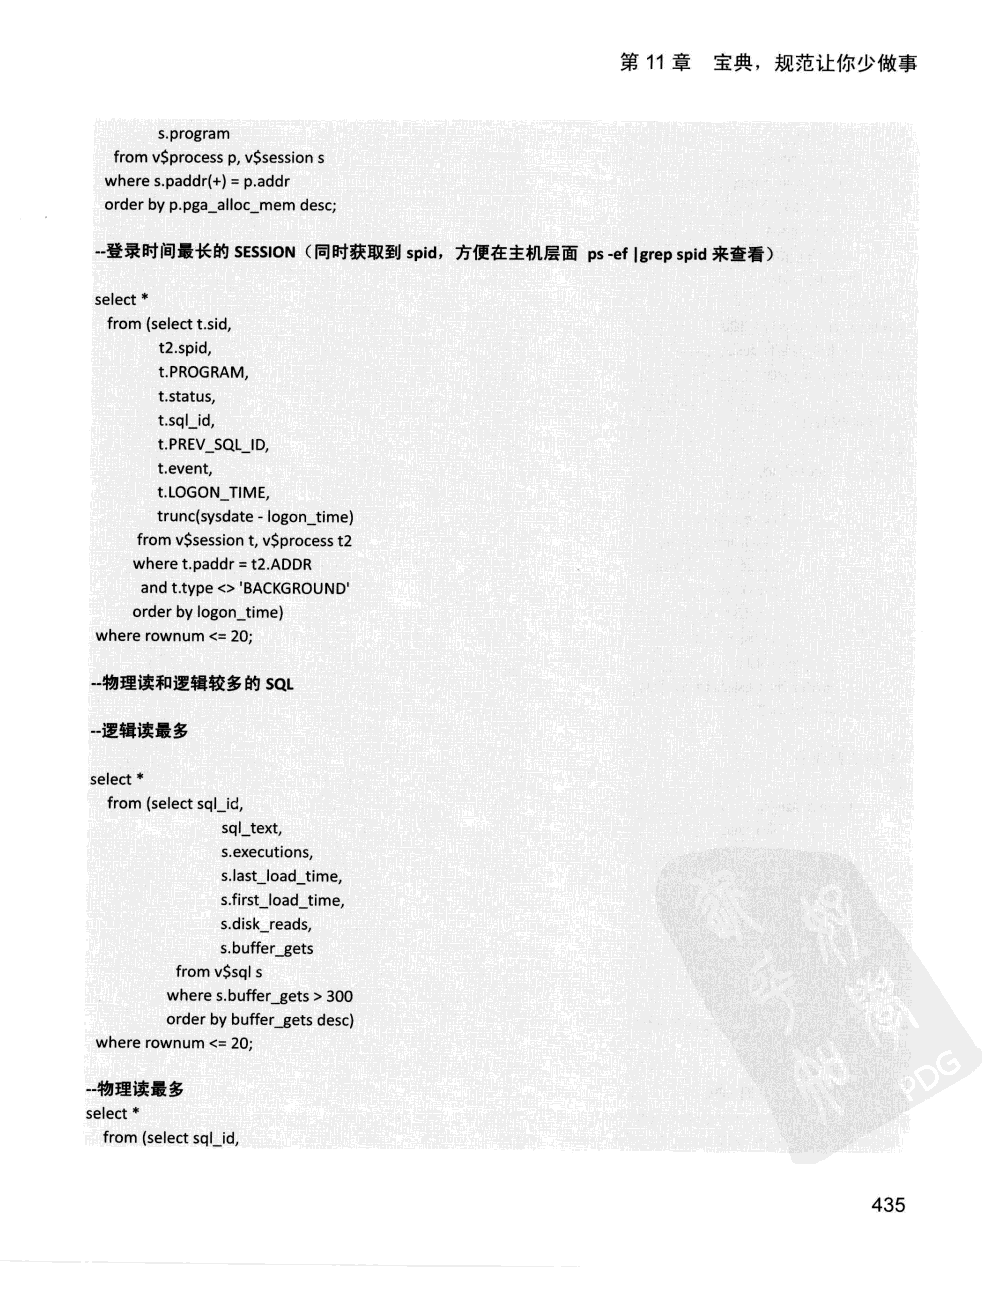 第 11 章　宝典，规范让你少做事
s.program
from v$process p, v$session s
where s.paddr(+) = p.addr
order by p.pga_alloc_mem desc;
--登录时间最长的 SESSION（同时获取到 spid，方便在主机层面 ps -ef |grep spid 来查看）
select *
from (select t.sid,
t2.spid,
t.PROGRAM,
t.status,
t.sql_id,
t.PREV_SQL_ID,
t.event,
t.LOGON_TIME,
trunc(sysdate - logon_time)
from v$session t, v$process t2
where t.paddr = t2.ADDR
and t.type <> 'BACKGROUND'
order by logon_time)
where rownum <= 20;
--物理读和逻辑较多的 SQL
--逻辑读最多
select *
from (select sql_id,
sql_text,
s.executions,
s.last_load_time,
s.first_load_time,
s.disk_reads,
s.buffer_gets
from v$sql s
where s.buffer_gets > 300
order by buffer_gets desc)
where rownum <= 20;
--物理读最多
select *
from (select sql_id,
PDG
435